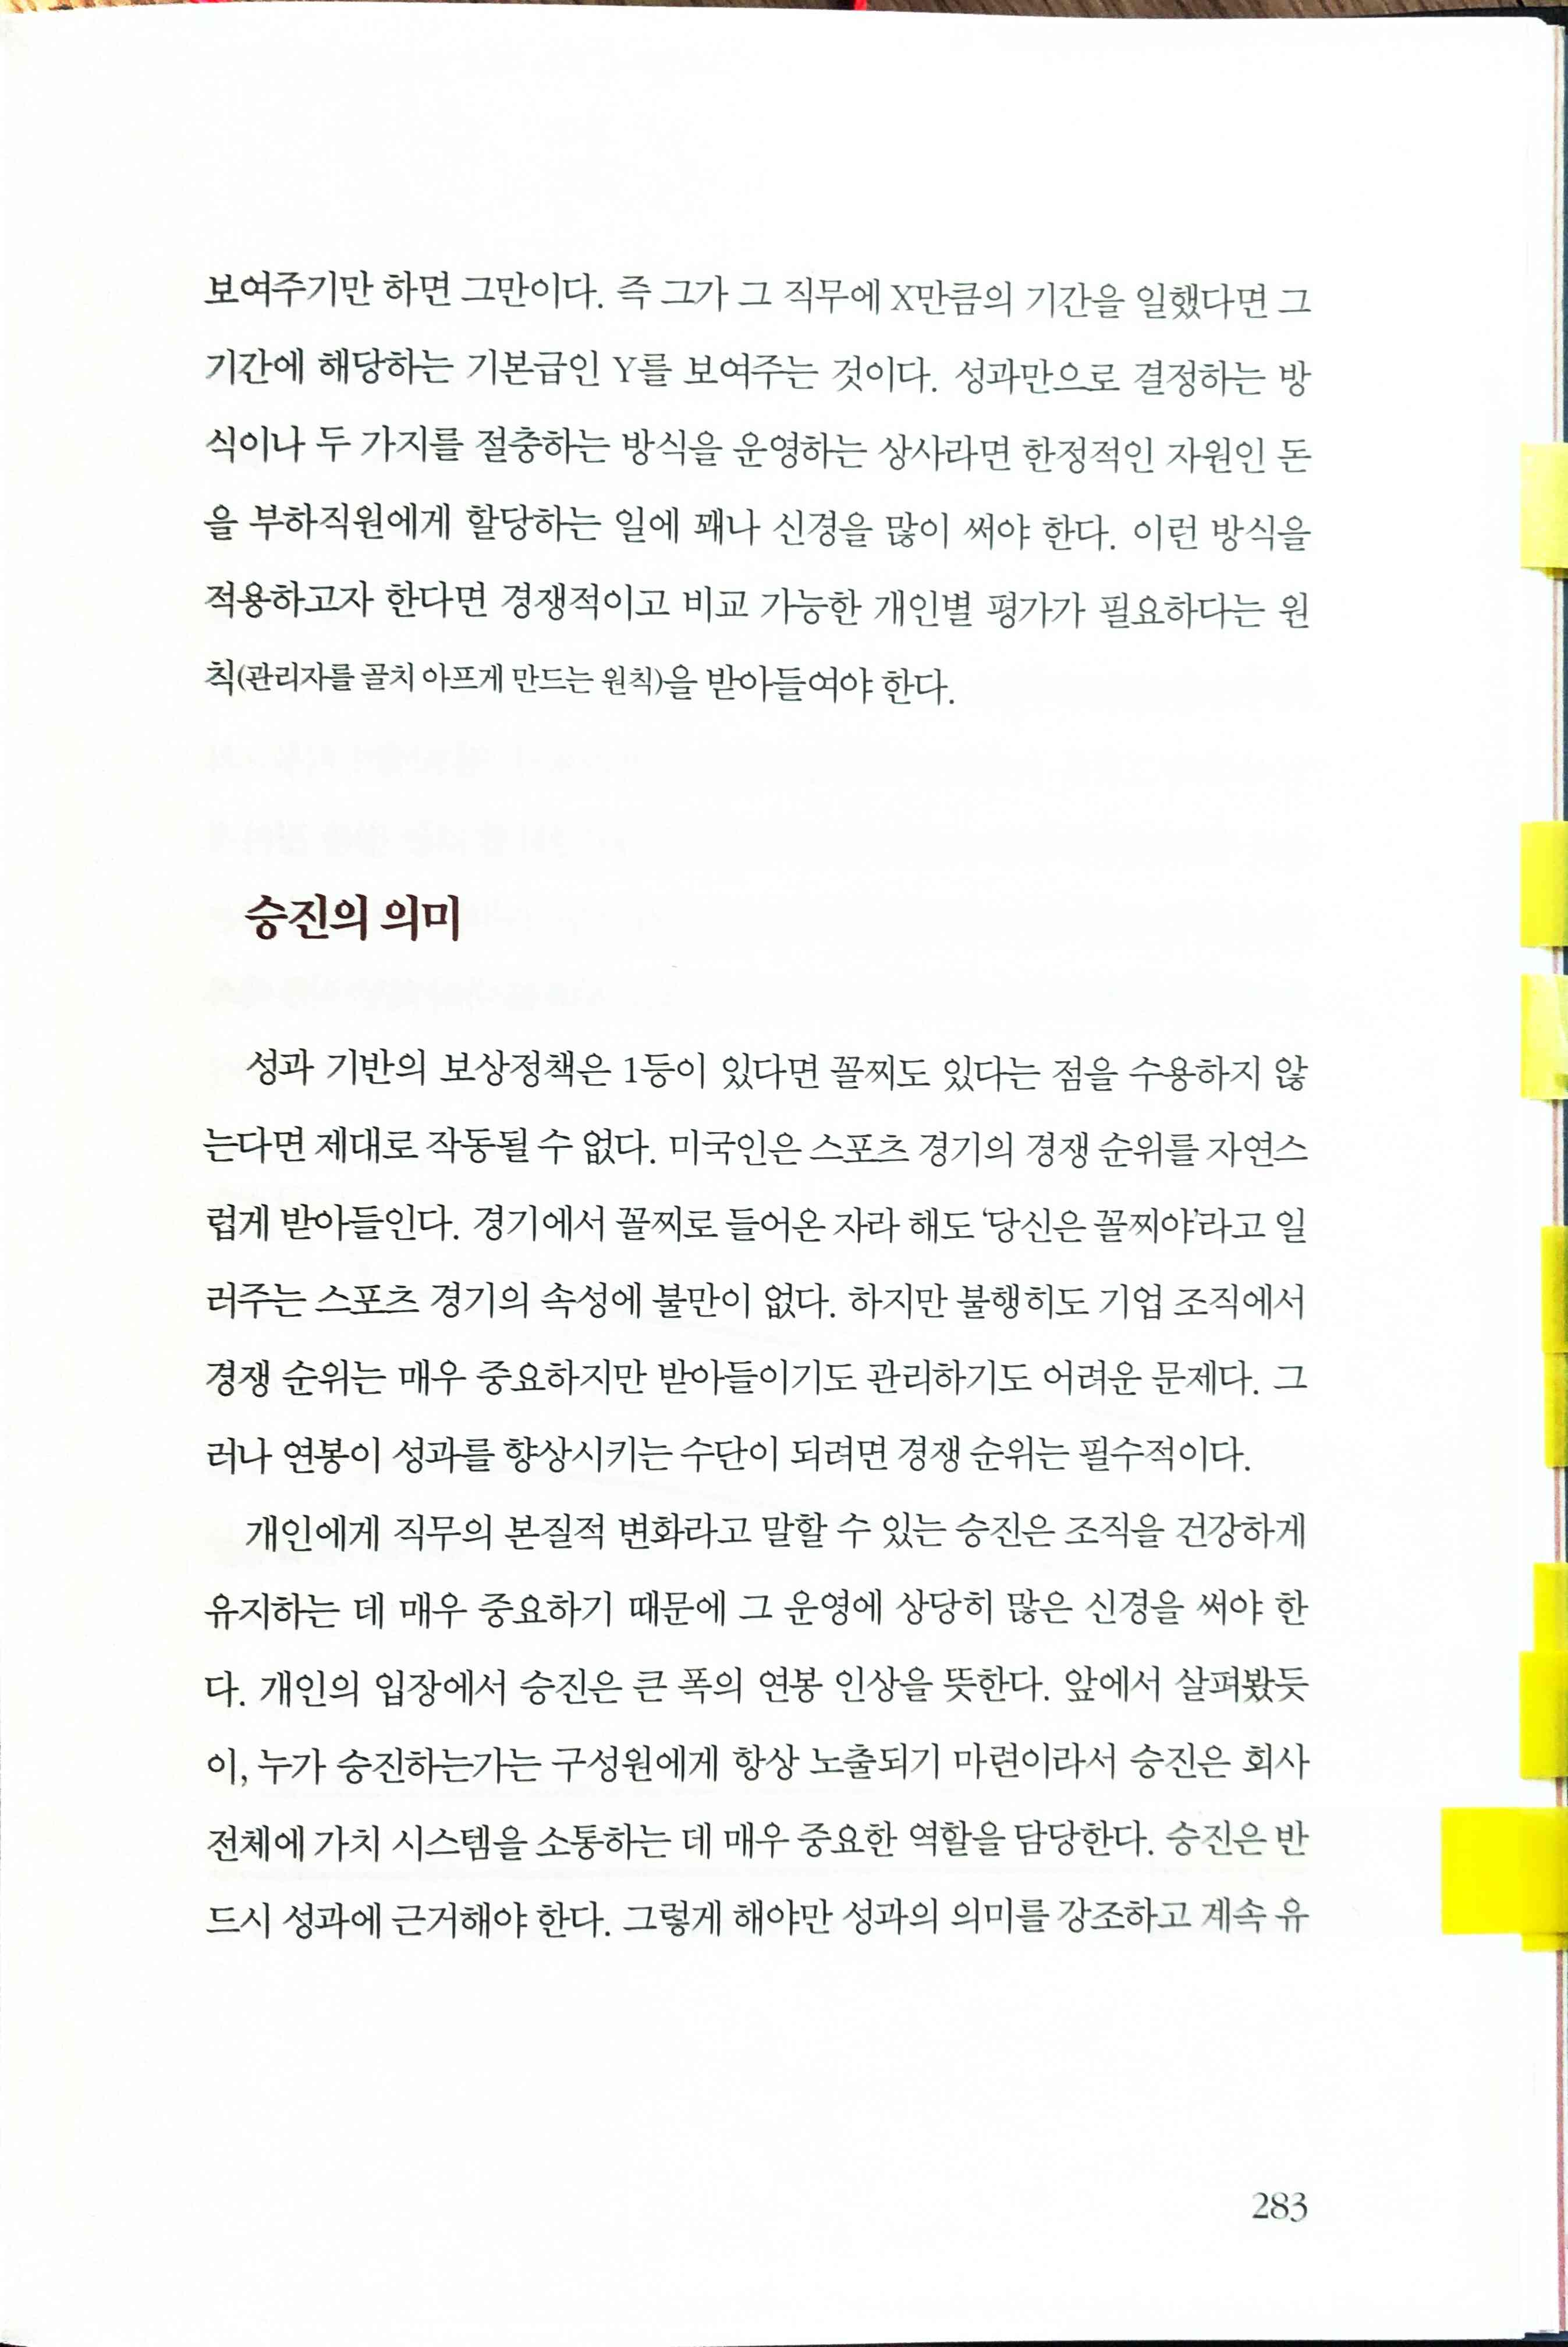 보여주기만 하면 그만이다. 즉 그가 그 직무에 X만큼의 기간을 일했다면 그
기간에 해당하는 기본급인 Y를 보여주는 것이다. 성과만으로 결정하는 방
식이나 두 가지를 절충하는 방식을 운영하는 상사라면 한정적인 자원인 돈
을 부하직원에게 할당하는 일에 꽤나 신경을 많이 써야 한다. 이런 방식을
적용하고자 한다면 경쟁적이고 비교 가능한 개인별 평가가 필요하다는 원
칙(관리자를 골치 아프게 만드는 원칙)을 받아들여야 한다.
승진의 의미
성과 기반의 보상정책은 1등이 있다면 꼴찌도 있다는 점을 수용하지 않
는다면 제대로 작동될 수 없다. 미국인은 스포츠 경기의 경쟁 순위를 자연스
럽게 받아들인다. 경기에서 꼴찌로 들어온 자라 해도 ‘당신은 꼴찌야’라고 일
러주는 스포츠 경기의 속성에 불만이 없다. 하지만 불행히도 기업 조직에서
경쟁 순위는 매우 중요하지만 받아들이기도 관리하기도 어려운 문제다. 그
러나 연봉이 성과를 향상시키는 수단이 되려면 경쟁 순위는 필수적이다.
개인에게 직무의 본질적 변화라고 말할 수 있는 승진은 조직을 건강하게
유지하는 데 매우 중요하기 때문에 그 운영에 상당히 많은 신경을 써야 한
다. 개인의 입장에서 승진은 큰 폭의 연봉 인상을 뜻한다. 앞에서 살펴봤듯
이, 누가 승진하는가는 구성원에게 항상 노출되기 마련이라서 승진은 회사
전체에 가치 시스템을 소통하는 데 매우 중요한 역할을 담당한다. 승진은 반
드시 성과에 근거해야 한다. 그렇게 해야만 성과의 의미를 강조하고 계속 유
283